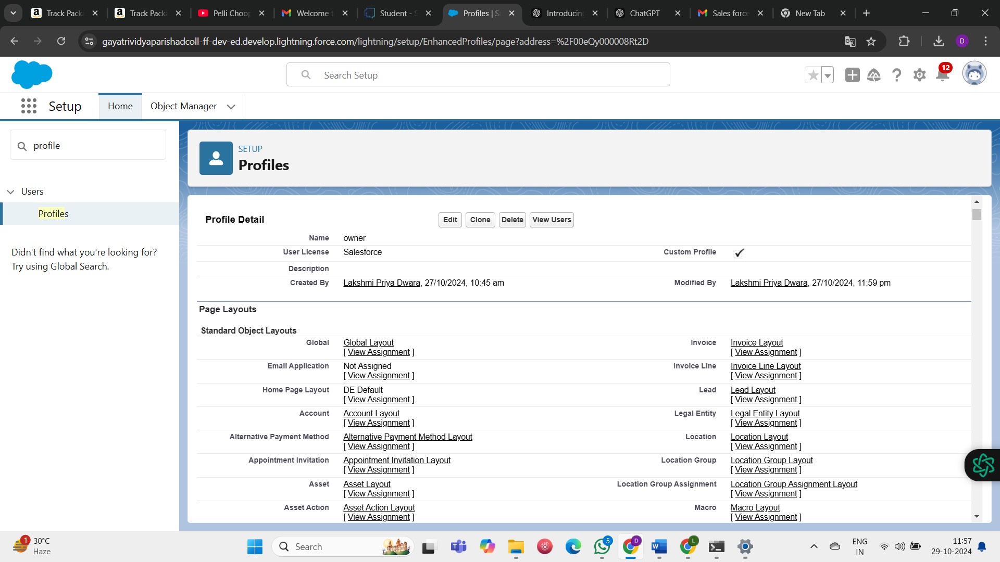 Track Packa
Track Packa
Pelli Choop
Welcome t
Student - S
Profiles | Sa
Introducing
ChatGPT
Sales force
New Tab
gayatrividyaparishadcoll-ff-dev-ed.develop.lightning.force.com/lightning/setup/EnhancedProfiles/page?address=%2F00eQy000008Rt2D
D
Search Setup
12
Setup
Home
Object Manager
profile
Users
Profiles
Didn't find what you're looking for?
Try using Global Search.
SETUP
Profiles
Profile Detail
Edit
Clone
Delete
View Users
Name owner
User License Salesforce
Custom Profile
Description
Created By Lakshmi Priya Dwara, 27/10/2024, 10:45 am
Modified By Lakshmi Priya Dwara, 27/10/2024, 11:59 pm
Page Layouts
Standard Object Layouts
Global Global Layout
[ View Assignment ]
Invoice Invoice Layout
[ View Assignment ]
Email Application Not Assigned
[ View Assignment ]
Invoice Line Invoice Line Layout
[ View Assignment ]
Home Page Layout DE Default
[ View Assignment ]
Lead Lead Layout
[ View Assignment ]
Account Account Layout
[ View Assignment ]
Legal Entity Legal Entity Layout
[ View Assignment ]
Alternative Payment Method Alternative Payment Method Layout
[ View Assignment ]
Location Location Layout
[ View Assignment ]
Appointment Invitation Appointment Invitation Layout
[ View Assignment ]
Location Group Location Group Layout
[ View Assignment ]
Asset Asset Layout
[ View Assignment ]
Location Group Assignment Location Group Assignment Layout
[ View Assignment ]
Asset Action Asset Action Layout
[ View Assignment ]
Macro Macro Layout
[ View Assignment ]
1
30°C
Haze
Search
5
D
L
ENG
IN
11:57
29-10-2024